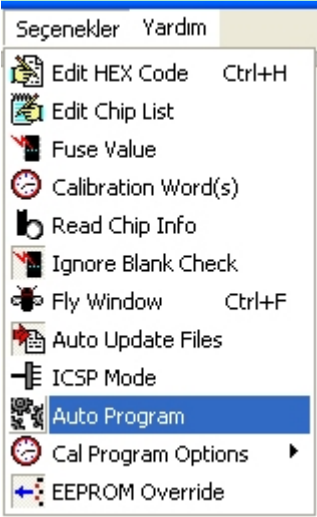 Seçenekler Yardım
Edit HEX Code Ctrl+H
Edit Chip List
Fuse Value
Calibration Word(s)
Read Chip Info
Ignore Blank Check
Fly Window Ctrl+F
Auto Update Files
ICSP Mode
Auto Program
Cal Program Options
EEPROM Override